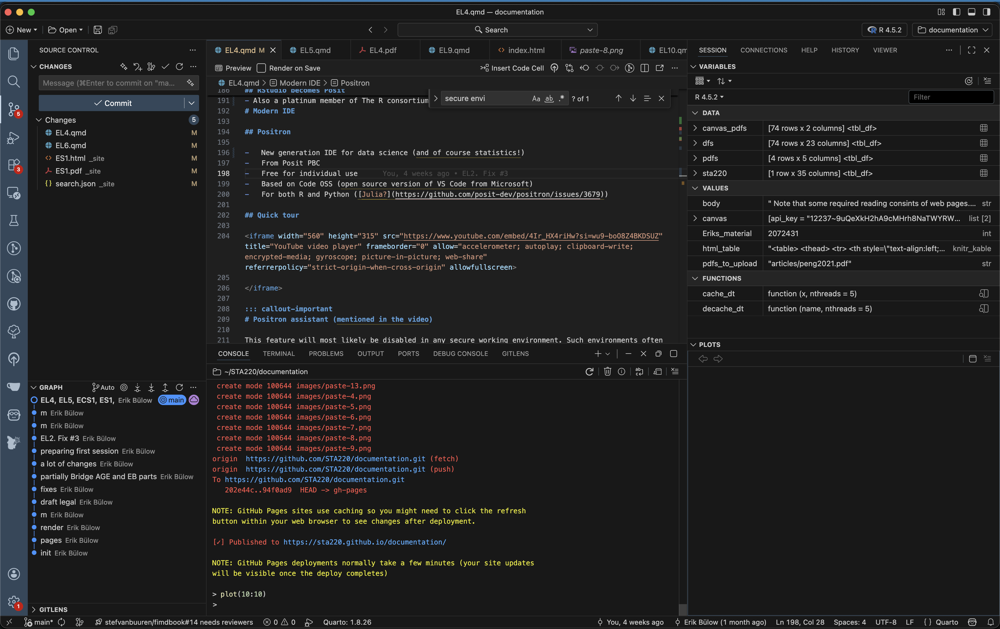 EL4.qmd — documentation
New
Open
Search
R 4.5.2
documentation
SOURCE CONTROL
CHANGES
Message (⌘Enter to commit on "ma...
Commit
Changes
5
EL4.qmd M
EL6.qmd M
ES1.html _site M
ES1.pdf _site M
search.json _site M
5
3
1
GRAPH
Auto
EL4, EL5, ECS1, ES1, Erik Bülow main
m Erik Bülow
m Erik Bülow
EL2. Fix #3 Erik Bülow
preparing first session Erik Bülow
a lot of changes Erik Bülow
partially Bridge AGE and EB parts Erik Bülow
fixes Erik Bülow
draft legal Erik Bülow
m Erik Bülow
render Erik Bülow
pages Erik Bülow
init Erik Bülow
GITLENS
EL4.qmd M
EL5.qmd
EL4.pdf
EL9.qmd
index.html
paste-8.png
EL10.qm
Preview
Render on Save
Insert Code Cell
EL4.qmd > Modern IDE > Positron
secure envi
Aa ab .* ? of 1
186 ## RStudio becomes Posit
191 - Also a platinum member of The R consortium
192 # Modern IDE
193
194 ## Positron
195
196 - New generation IDE for data science (and of course statistics!)
197 - From Posit PBC
198 - Free for individual use You, 4 weeks ago • EL2. Fix #3
199 - Based on Code OSS (open source version of VS Code from Microsoft)
200 - For both R and Python ([Julia?](https://github.com/posit-dev/positron/issues/3679))
201
202 ## Quick tour
203
204 <iframe width="560" height="315" src="https://www.youtube.com/embed/4Ir_HX4riHw?si=wu9-boO8Z4BKDSUZ"
title="YouTube video player" frameborder="0" allow="accelerometer; autoplay; clipboard-write;
encrypted-media; gyroscope; picture-in-picture; web-share"
referrerpolicy="strict-origin-when-cross-origin" allowfullscreen>
205
206 </iframe>
207
208 ::: callout-important
209 # Positron assistant (mentioned in the video)
210
211 This feature will most likely be disabled in any secure working environment. Such environments often
CONSOLE
TERMINAL
PROBLEMS
OUTPUT
PORTS
DEBUG CONSOLE
GITLENS
~/STA220/documentation
create mode 100644 images/paste-13.png
create mode 100644 images/paste-4.png
create mode 100644 images/paste-5.png
create mode 100644 images/paste-6.png
create mode 100644 images/paste-7.png
create mode 100644 images/paste-8.png
create mode 100644 images/paste-9.png
origin https://github.com/STA220/documentation.git (fetch)
origin https://github.com/STA220/documentation.git (push)
To https://github.com/STA220/documentation.git
202e44c..94f0ad9 HEAD -> gh-pages
NOTE: GitHub Pages sites use caching so you might need to click the refresh
button within your web browser to see changes after deployment.
[✓] Published to https://sta220.github.io/documentation/
NOTE: GitHub Pages deployments normally take a few minutes (your site updates
will be visible once the deploy completes)
> plot(10:10)
>
SESSION
CONNECTIONS
HELP
HISTORY
VIEWER
VARIABLES
R 4.5.2
Filter
DATA
canvas_pdfs [74 rows x 2 columns] <tbl_df>
dfs [74 rows x 23 columns] <tbl_df>
pdfs [4 rows x 5 columns] <tbl_df>
sta220 [1 row x 35 columns] <tbl_df>
VALUES
body " Note that some required reading consints of web pages.... str
canvas [api_key = "12237~9uQeXkH2hA9cMHrh8NaTWYRW... list [2]
Eriks_material 2072431 int
html_table "<table> <thead> <tr> <th style=\"text-align:left;... knitr_kable
pdfs_to_upload "articles/peng2021.pdf" str
FUNCTIONS
cache_dt function (x, nthreads = 5)
decache_dt function (name, nthreads = 5)
PLOTS
main*
stefvanbuuren/fimdbook#14 needs reviewers
0 0
Quarto: 1.8.26
You, 4 weeks ago
Erik Bülow (1 month ago)
Ln 198, Col 28
Spaces: 4
UTF-8
LF
{ } Quarto